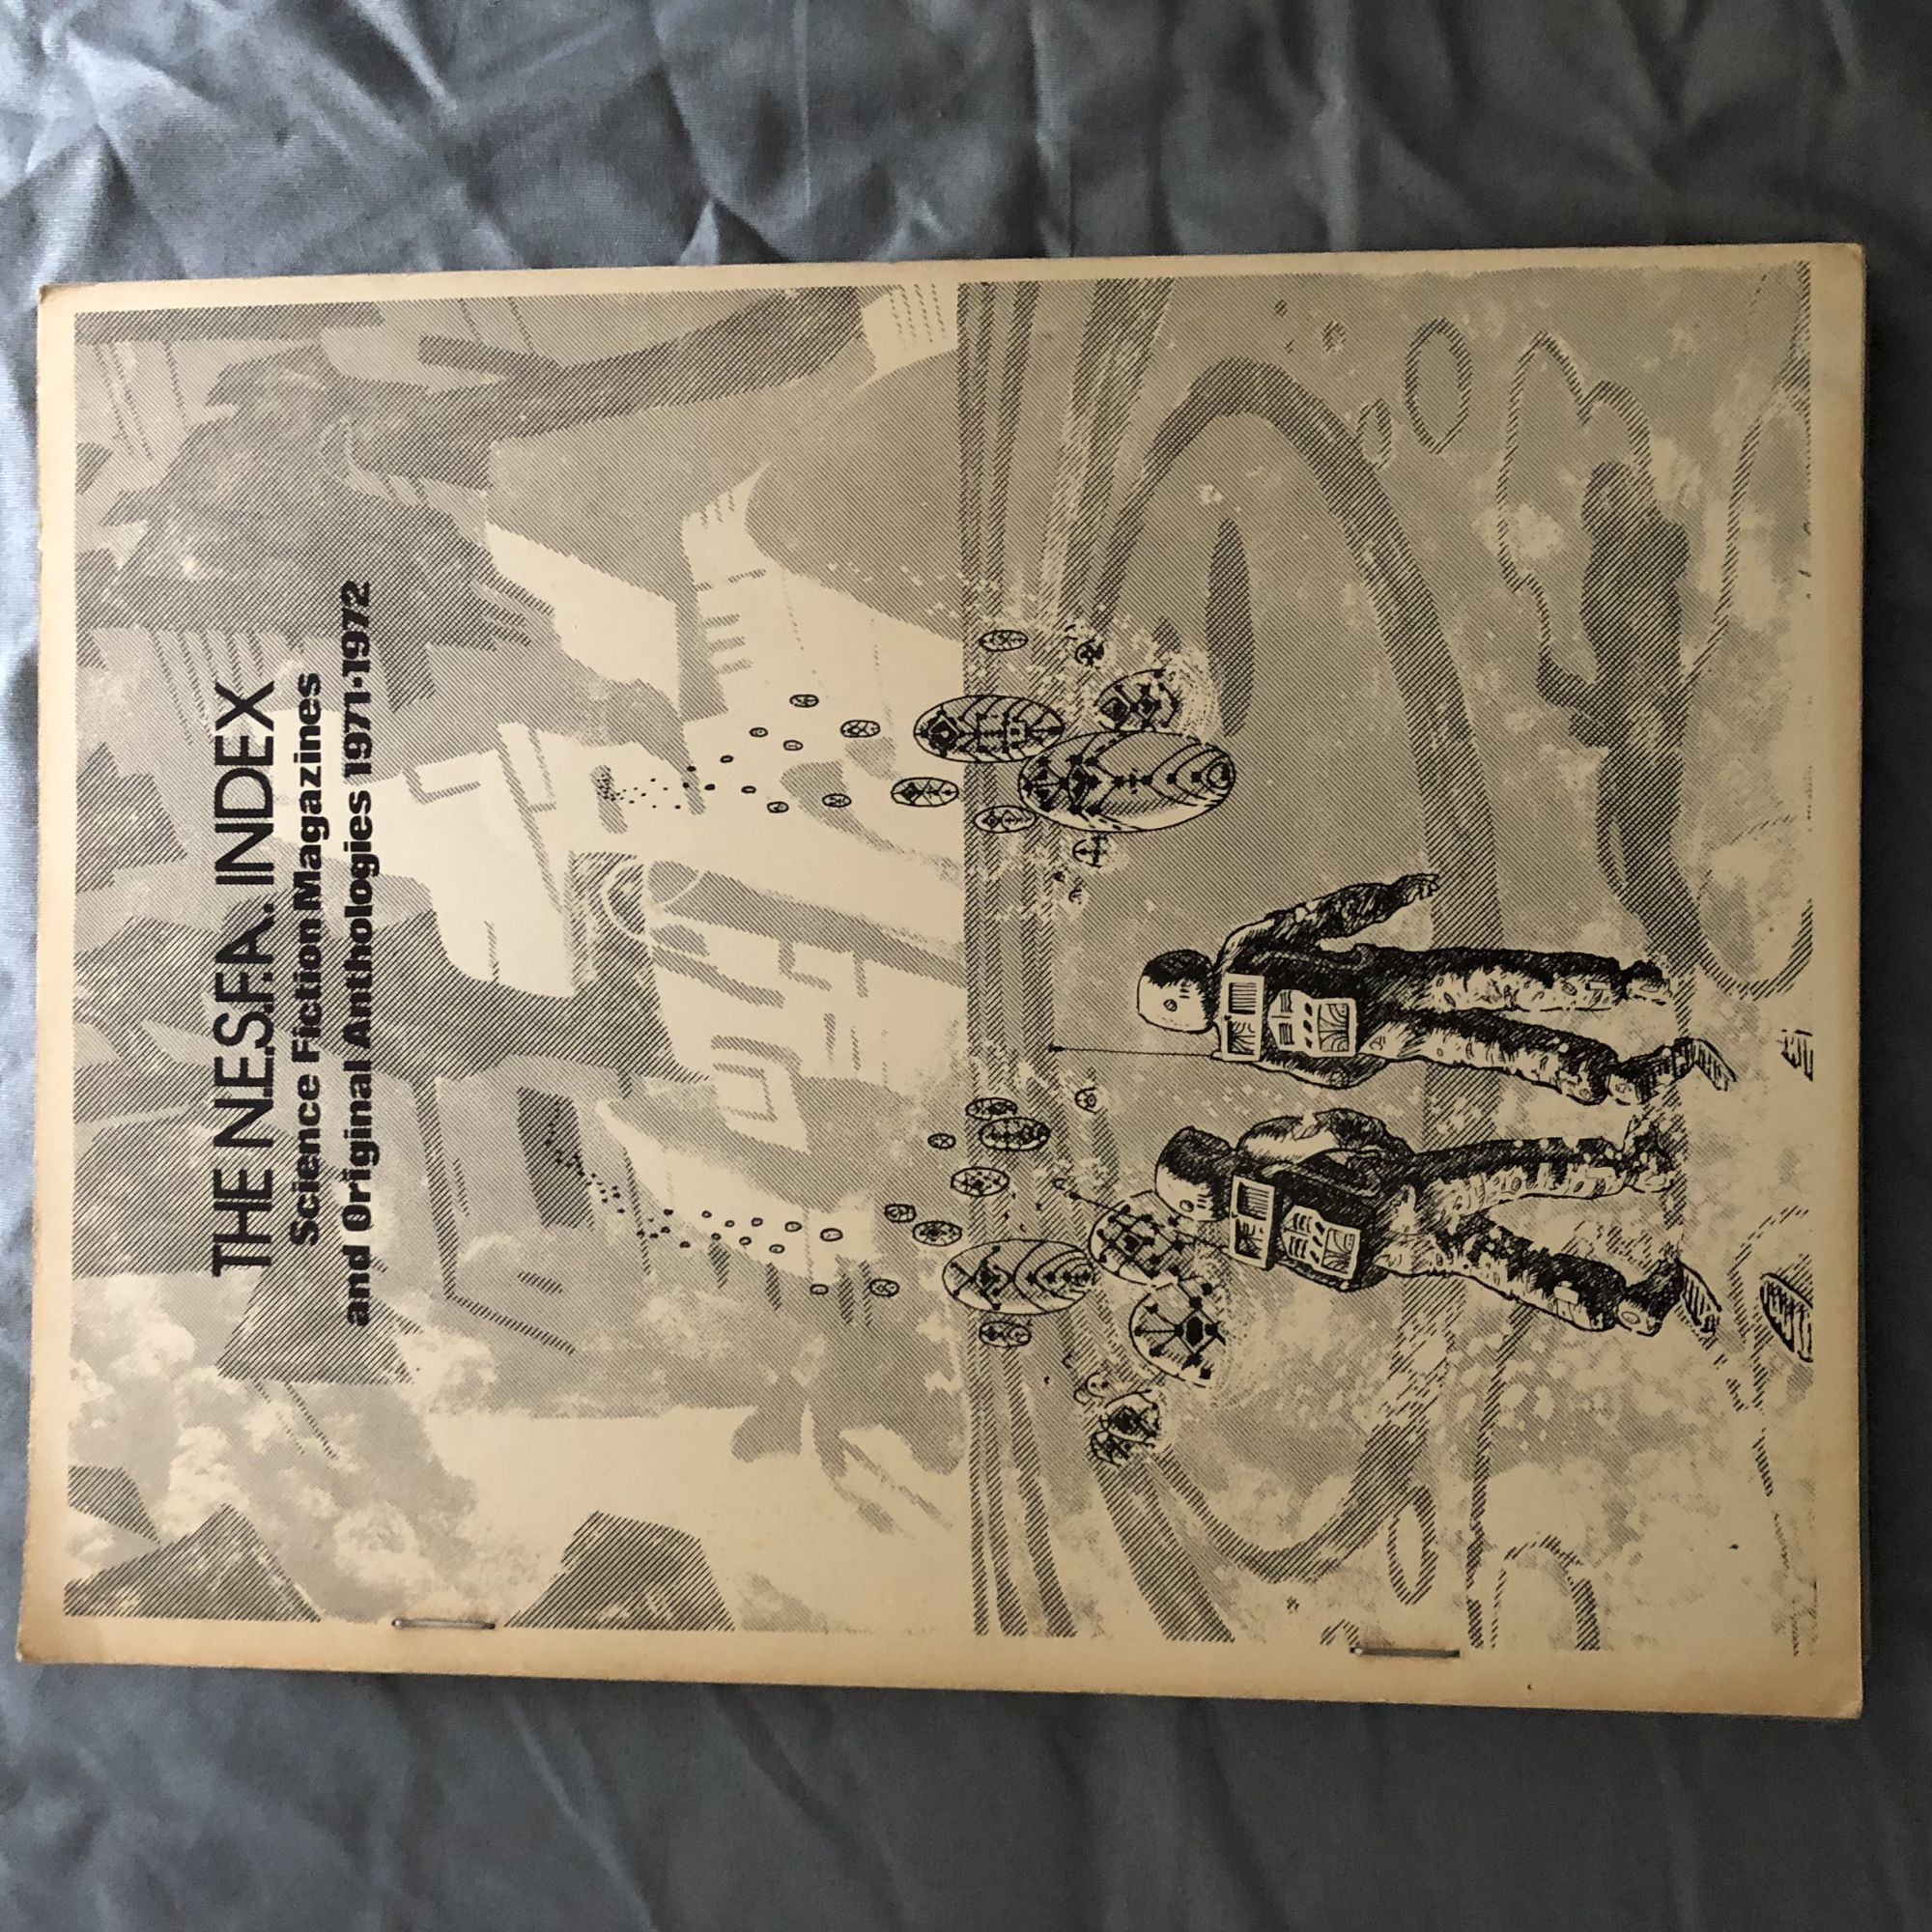 THE N.E.S.F.A. INDEX
Science Fiction Magazines
and Original Anthologies 1971-1972